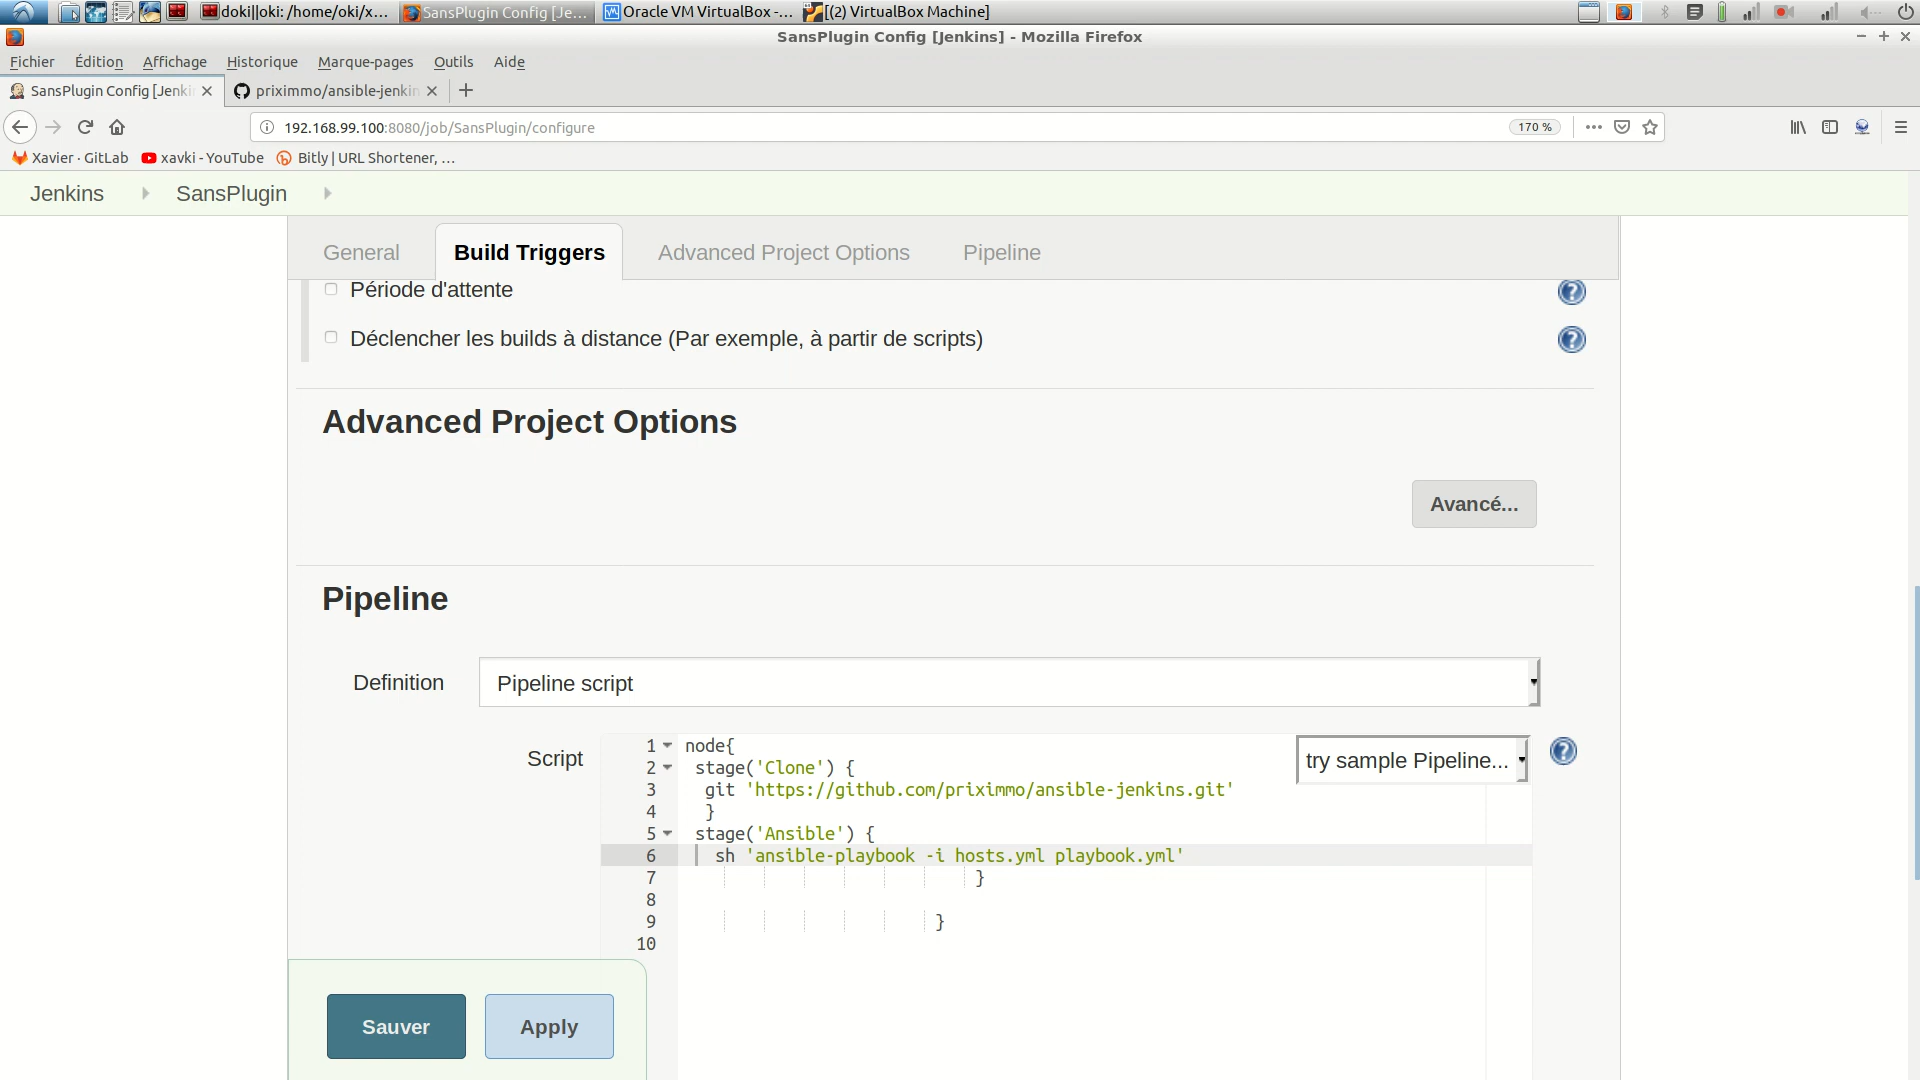 doki||oki: /home/oki/x...
SansPlugin Config [Je...
Oracle VM VirtualBox -...
[(2) VirtualBox Machine]
SansPlugin Config [Jenkins] - Mozilla Firefox
Fichier Édition Affichage Historique Marque-pages Outils Aide
SansPlugin Config [Jenki
priximmo/ansible-jenkin
192.168.99.100:8080/job/SansPlugin/configure
170 %
Xavier · GitLab
xavki - YouTube
Bitly | URL Shortener, ...
Jenkins SansPlugin
General Build Triggers Advanced Project Options Pipeline
Période d'attente
Déclencher les builds à distance (Par exemple, à partir de scripts)
Advanced Project Options
Avancé...
Pipeline
Definition Pipeline script
Script
try sample Pipeline...
1 node{
2 stage('Clone') {
3 git 'https://github.com/priximmo/ansible-jenkins.git'
4 }
5 stage('Ansible') {
6 sh 'ansible-playbook -i hosts.yml playbook.yml'
7 }
8
9 }
10
Sauver Apply